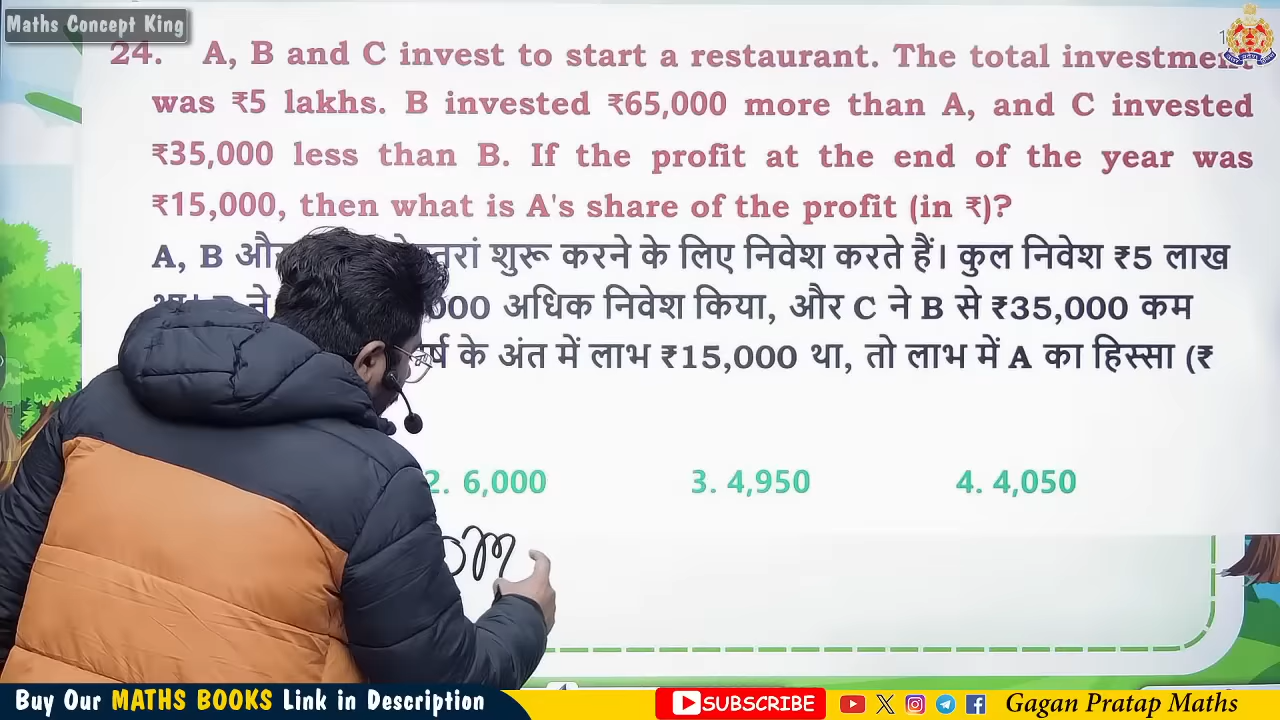 Maths Concept King
24. A, B and C invest to start a restaurant. The total investment
was ₹5 lakhs. B invested ₹65,000 more than A, and C invested
₹35,000 less than B. If the profit at the end of the year was
₹15,000, then what is A's share of the profit (in ₹)?
A, B शुरू करने के लिए निवेश करते हैं। कुल निवेश ₹5 लाख
अधिक निवेश किया, और C ने B से ₹35,000 कम
के अंत में लाभ ₹15,000 था, तो लाभ में A का हिस्सा (₹
2. 6,000 3. 4,950 4. 4,050
Buy Our MATHS BOOKS Link in Description SUBSCRIBE Gagan Pratap Maths